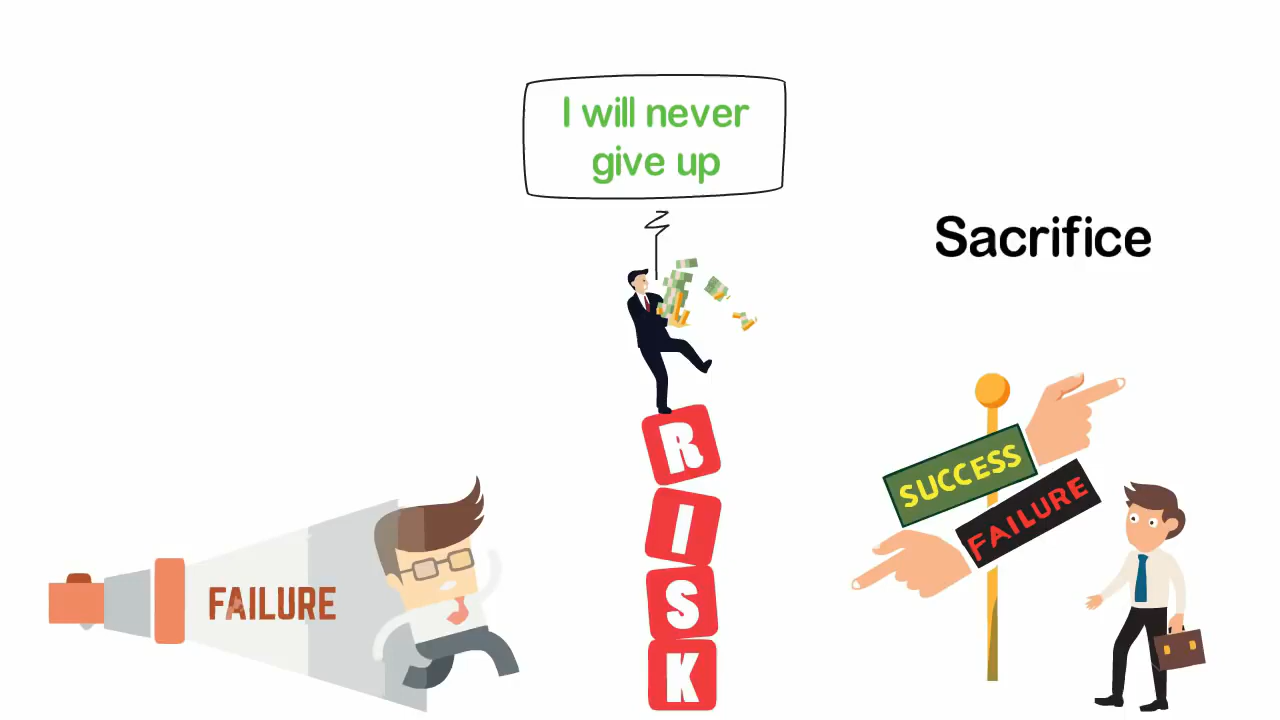 I will never
give up
Sacrifice
R
I
S
K
SUCCESS
FAILURE
FAILURE